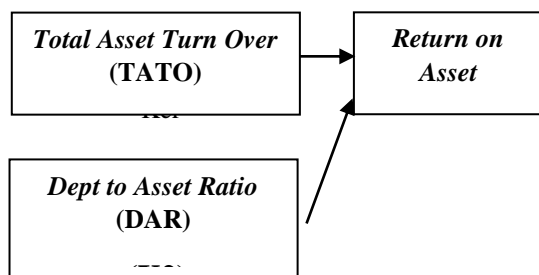 Total Asset Turn Over
(TATO)
Return on
Asset
Dept to Asset Ratio
(DAR)